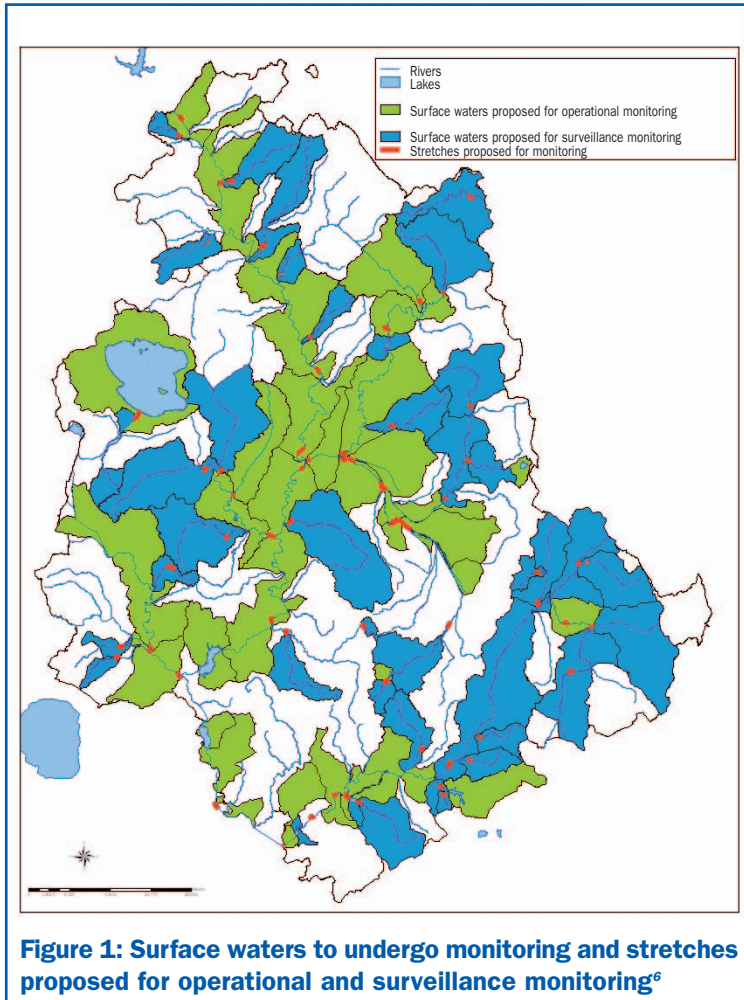 Rivers
Lakes
Surface waters proposed for operational monitoring
Surface waters proposed for surveillance monitoring
Stretches proposed for monitoring
Figure 1: Surface waters to undergo monitoring and stretches
proposed for operational and surveillance monitoring6